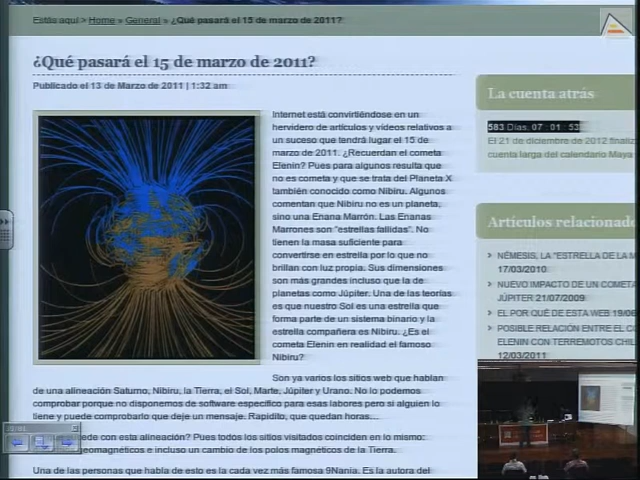 Estás aquí > Home » General » ¿Qué pasará el 15 de marzo de 2011?
¿Qué pasará el 15 de marzo de 2011?
Publicado el 13 de Marzo de 2011 | 1:32 am
Internet está convirtiéndose en un
hervidero de artículos y vídeos relativos a
un suceso que tendrá lugar el 15 de
marzo de 2011. ¿Recuerdan el cometa
Elenin? Pues para algunos resulta que
no es cometa y que se trata del Planeta X
también conocido como Nibiru. Algunos
comentan que Nibiru no es un planeta,
sino una Enana Marrón. Las Enanas
Marrones son "estrellas fallidas". No
tienen la masa suficiente para
convertirse en estrella por lo que no
brillan con luz propia. Sus dimensiones
son más grandes incluso que la de
planetas como Júpiter. Una de las teorías
es que nuestro Sol es una estrella que
forma parte de un sistema binario y la
estrella compañera es Nibiru. ¿Es el
cometa Elenin en realidad el famoso
Nibiru?
Son ya varios los sitios web que hablan
de una alineación Saturno, Nibiru, la Tierra, el Sol, Marte, Júpiter y Urano. No lo podemos
comprobar porque no disponemos de software específico para esas labores pero si alguien lo
tiene y puede comprobarlo que deje un mensaje. Rapidito, que quedan horas...
ede con esta alineación? Pues todos los sitios visitados coinciden en lo mismo:
eomagnéticos e incluso un cambio de los polos magnéticos de la Tierra.
Una de las personas que habla de esto es la cada vez más famosa 9Nania. Es la autora del
La cuenta atrás
583 Días: 07 : 01 : 53
El 21 de diciembre de 2012 finaliz
cuenta larga del calendario Maya
Artículos relacionado
NÉMESIS, LA "ESTRELLA DE LA M
17/03/2010
NUEVO IMPACTO DE UN COMETA
JÚPITER 21/07/2009
EL POR QUÉ DE ESTA WEB 19/06
POSIBLE RELACIÓN ENTRE EL CO
ELENIN CON TERREMOTOS CHIL
12/03/2011